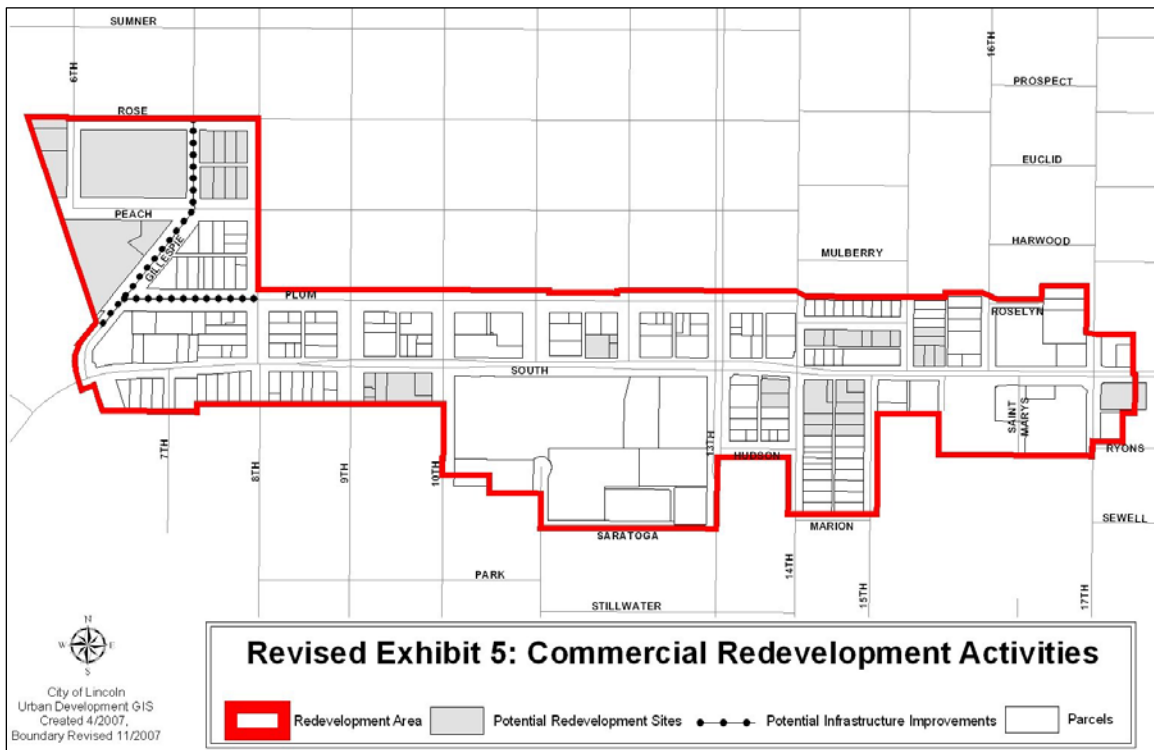 SUMNER
6TH
16TH
PROSPECT
ROSE
EUCLID
PEACH
GILLESPIE
HARWOOD
MULBERRY
PLUM
ROSELYN
SOUTH
SAINT
MARYS
7TH
8TH
9TH
10TH
13TH
HUDSON
RYONS
MARION
SEWELL
SARATOGA
PARK
14TH
15TH
17TH
STILLWATER
N
W E
S
City of Lincoln
Urban Development GIS
Created 4/2007,
Boundary Revised 11/2007
Revised Exhibit 5: Commercial Redevelopment Activities
Redevelopment Area Potential Redevelopment Sites Potential Infrastructure Improvements Parcels